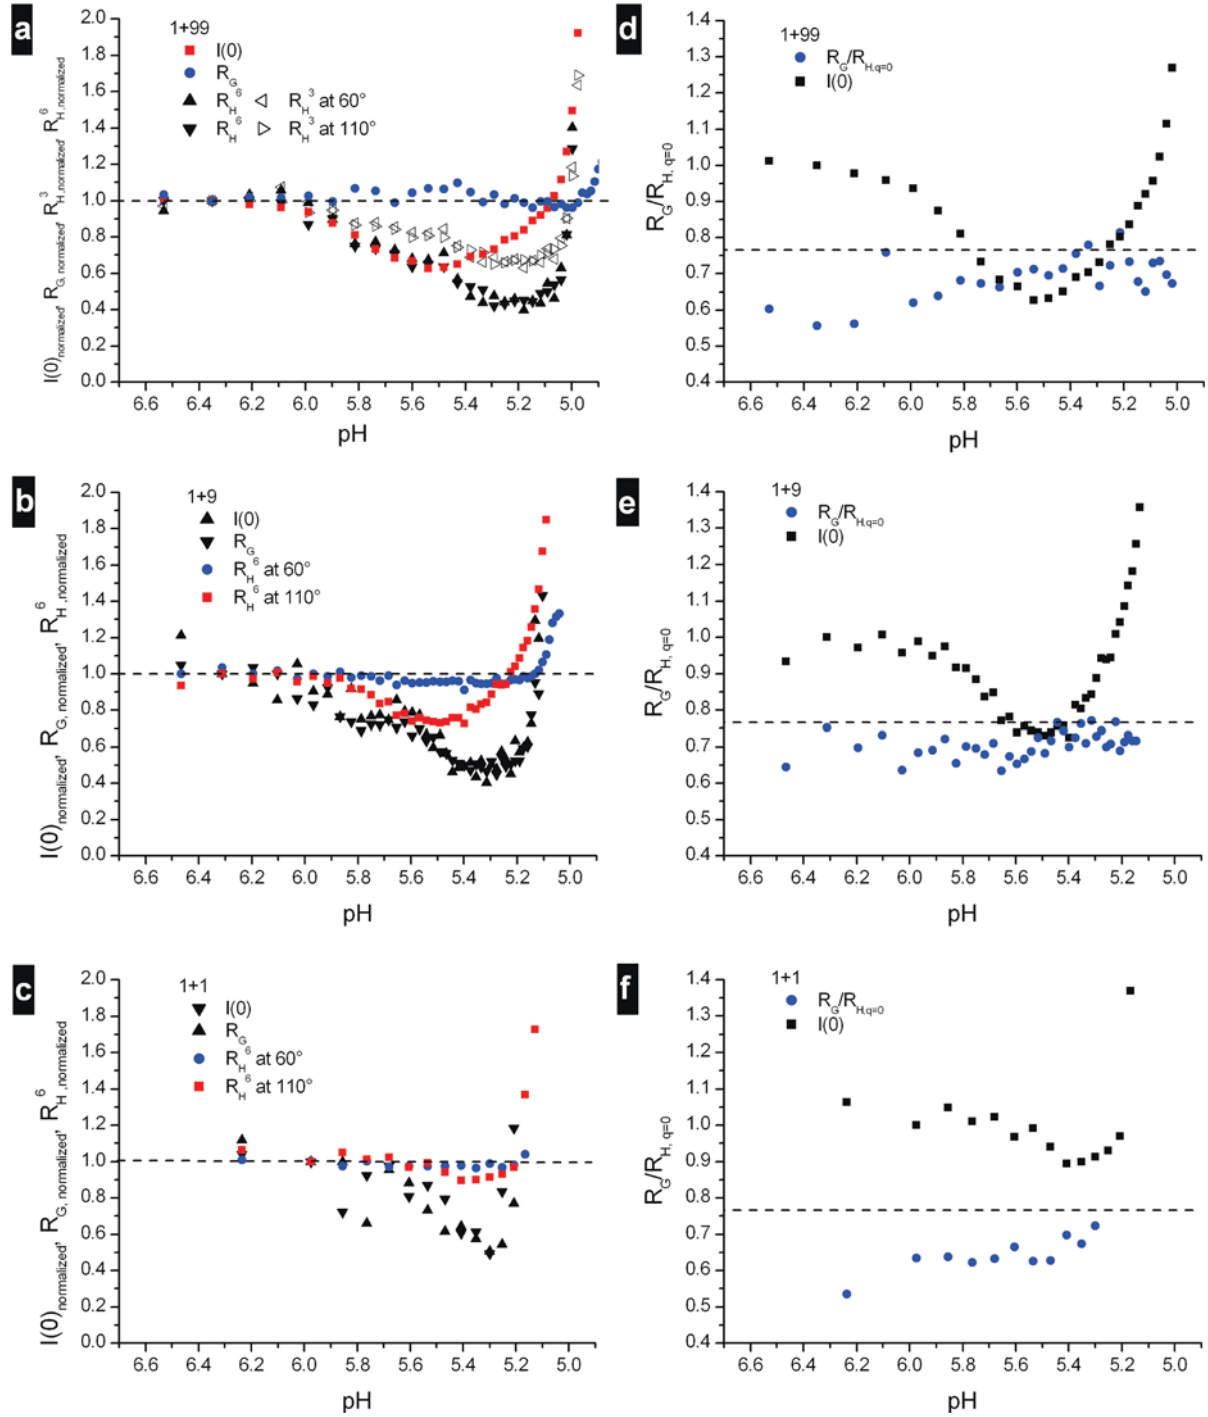 a
1+99
I(0)
R_G
R_H^6 R_H^3 at 60°
R_H^6 R_H^3 at 110°
I(0)normalized, R_G, normalized, R_H^3,normalized, R_H^6,normalized
2.0
1.8
1.6
1.4
1.2
1.0
0.8
0.6
0.4
0.2
0.0
6.6 6.4 6.2 6.0 5.8 5.6 5.4 5.2 5.0
pH
d
1+99
R_G/R_H,q=0
I(0)
R_G/R_H, q=0
1.4
1.3
1.2
1.1
1.0
0.9
0.8
0.7
0.6
0.5
0.4
6.6 6.4 6.2 6.0 5.8 5.6 5.4 5.2 5.0
pH
b
1+9
I(0)
R_G
R_H^6 at 60°
R_H^6 at 110°
I(0)normalized, R_G, normalized, R_H^6,normalized
2.0
1.8
1.6
1.4
1.2
1.0
0.8
0.6
0.4
0.2
0.0
6.6 6.4 6.2 6.0 5.8 5.6 5.4 5.2 5.0
pH
e
1+9
R_G/R_H,q=0
I(0)
R_G/R_H, q=0
1.4
1.3
1.2
1.1
1.0
0.9
0.8
0.7
0.6
0.5
0.4
6.6 6.4 6.2 6.0 5.8 5.6 5.4 5.2 5.0
pH
c
1+1
I(0)
R_G
R_H^6 at 60°
R_H^6 at 110°
I(0)normalized, R_G, normalized, R_H^6,normalized
2.0
1.8
1.6
1.4
1.2
1.0
0.8
0.6
0.4
0.2
0.0
6.6 6.4 6.2 6.0 5.8 5.6 5.4 5.2 5.0
pH
f
1+1
R_G/R_H,q=0
I(0)
R_G/R_H, q=0
1.4
1.3
1.2
1.1
1.0
0.9
0.8
0.7
0.6
0.5
0.4
6.6 6.4 6.2 6.0 5.8 5.6 5.4 5.2 5.0
pH